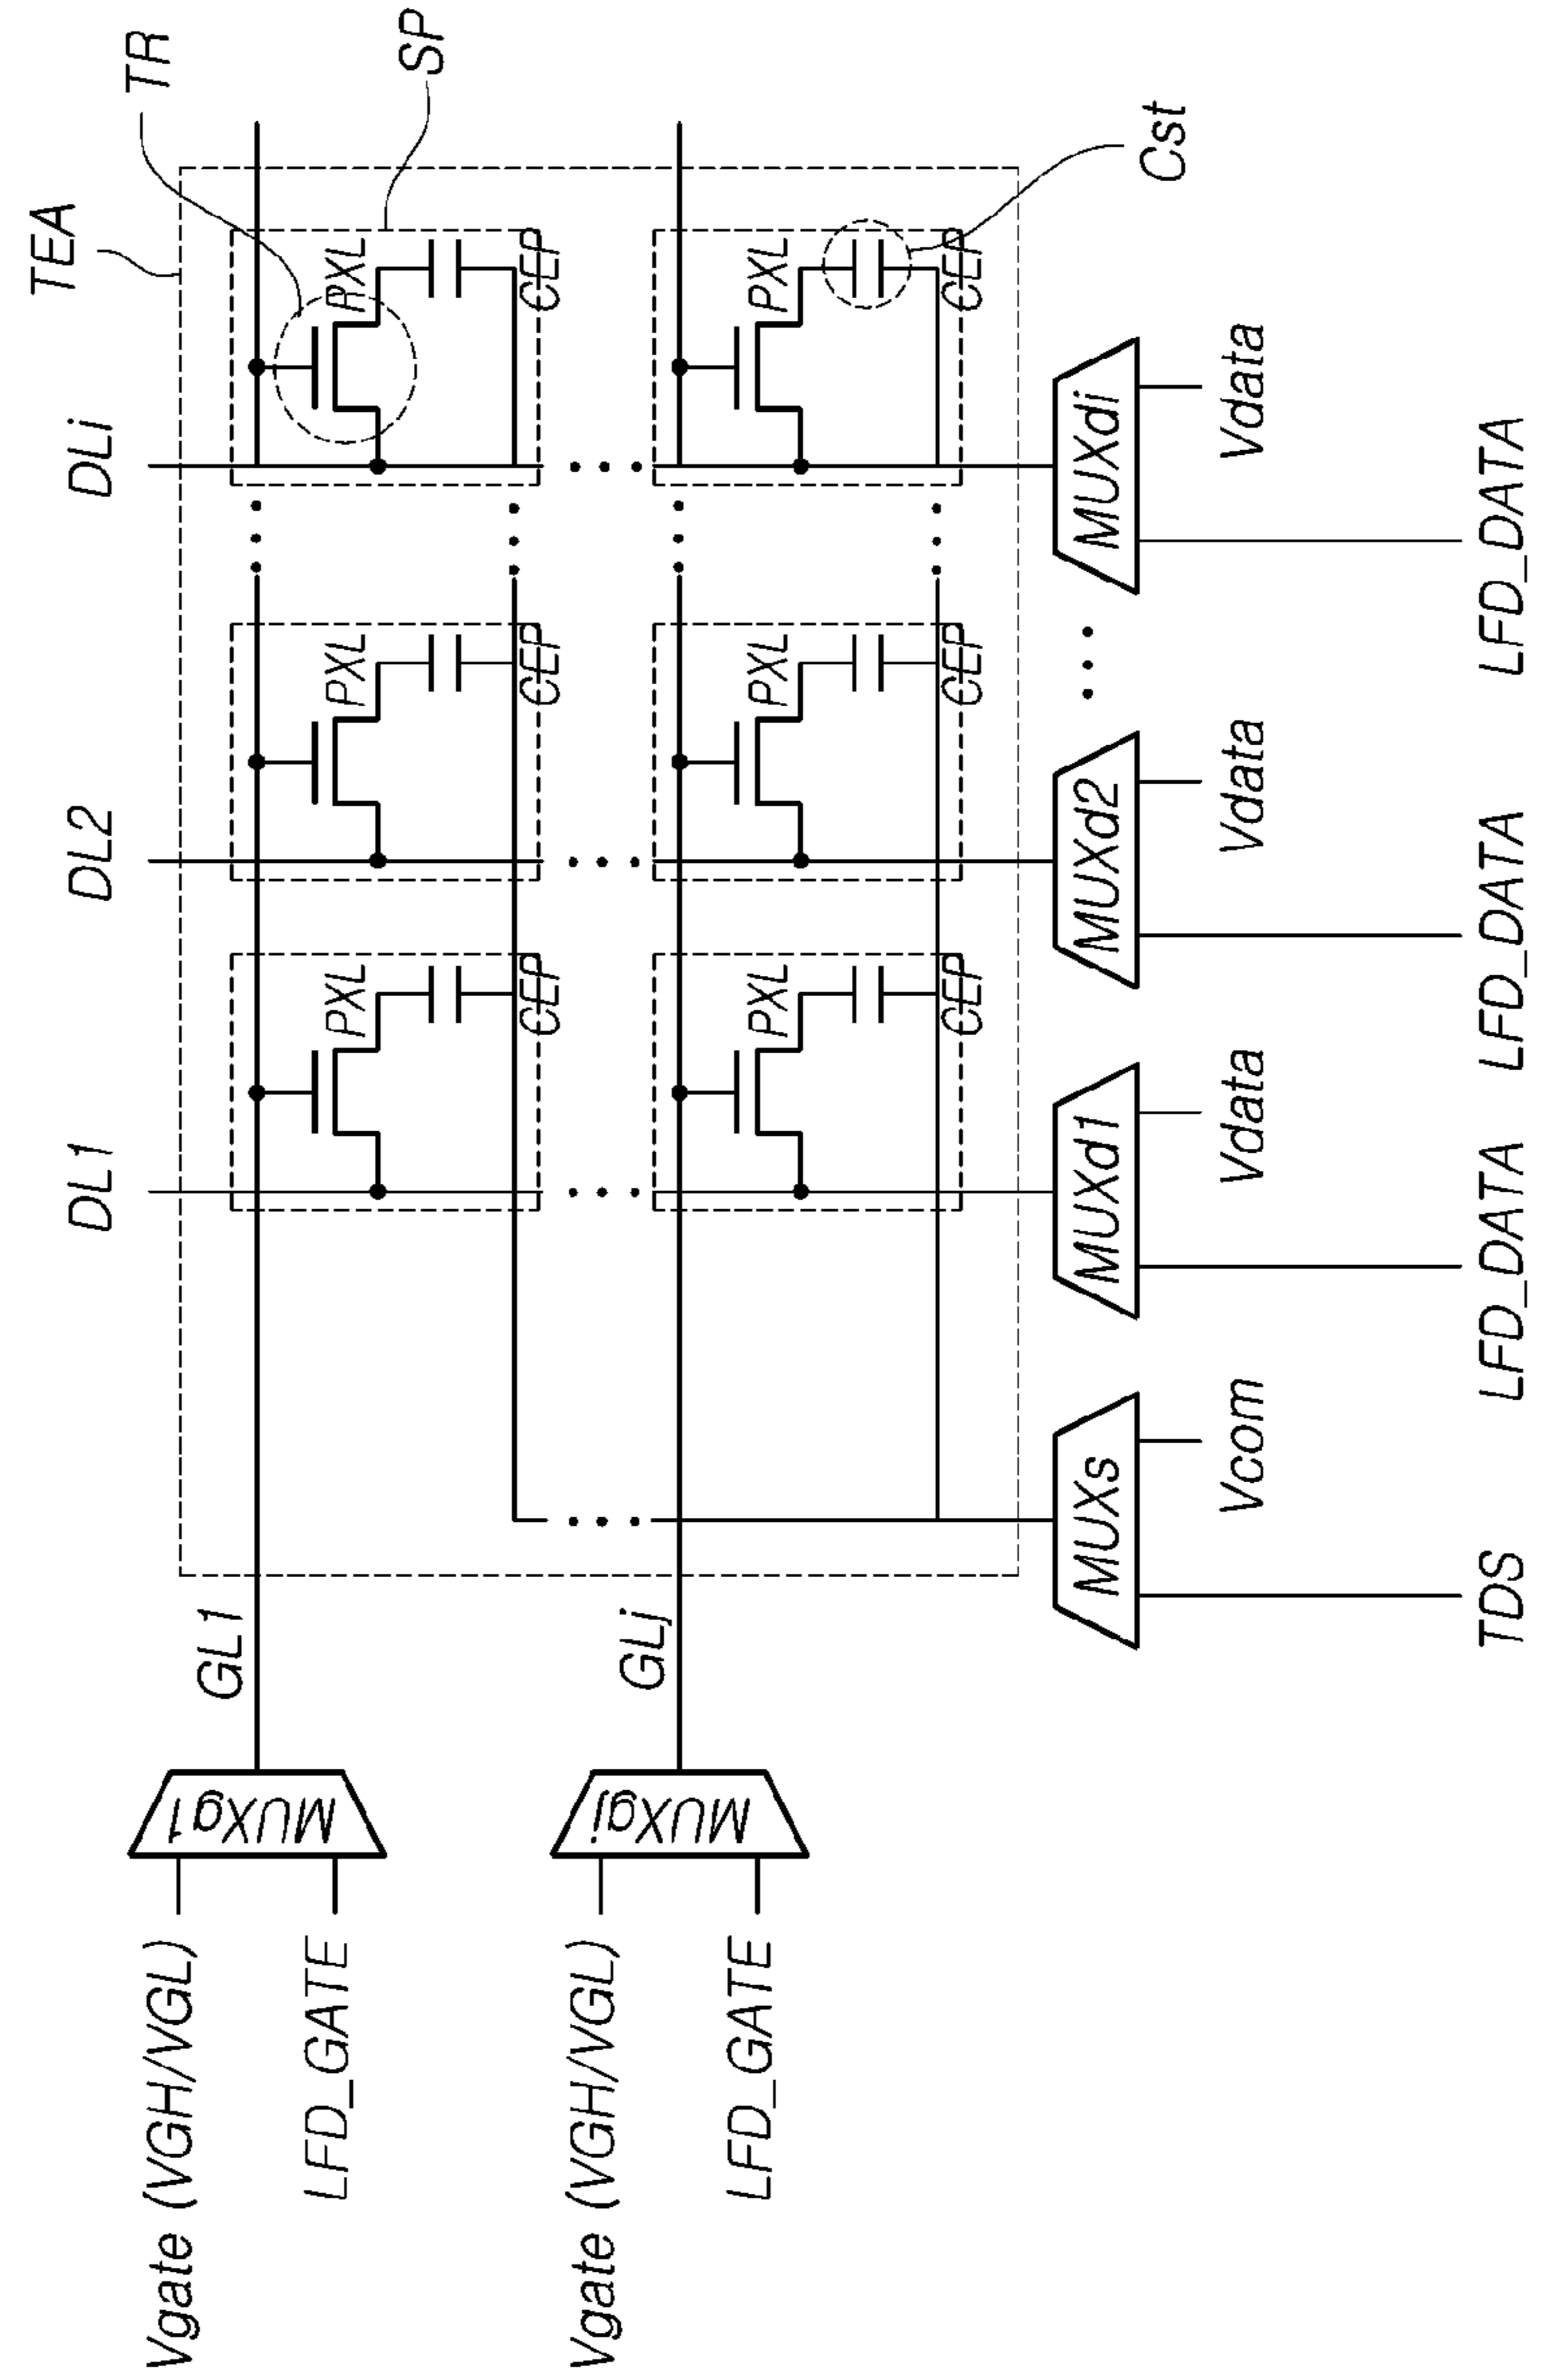 TEA
TR
SP
DL1
DL2
DLi
GL1
PXL
PXL
PXL
CEP
CEP
CEP
MUXg1
Vgate (VGH/VGL)
LFD_GATE
GLj
PXL
PXL
PXL
CEP
CEP
CEP
Cst
MUXgj
Vgate (VGH/VGL)
LFD_GATE
MUXs
MUXd1
MUXd2
MUXdi
Vcom
Vdata
Vdata
Vdata
TDS
LFD_DATA
LFD_DATA
LFD_DATA